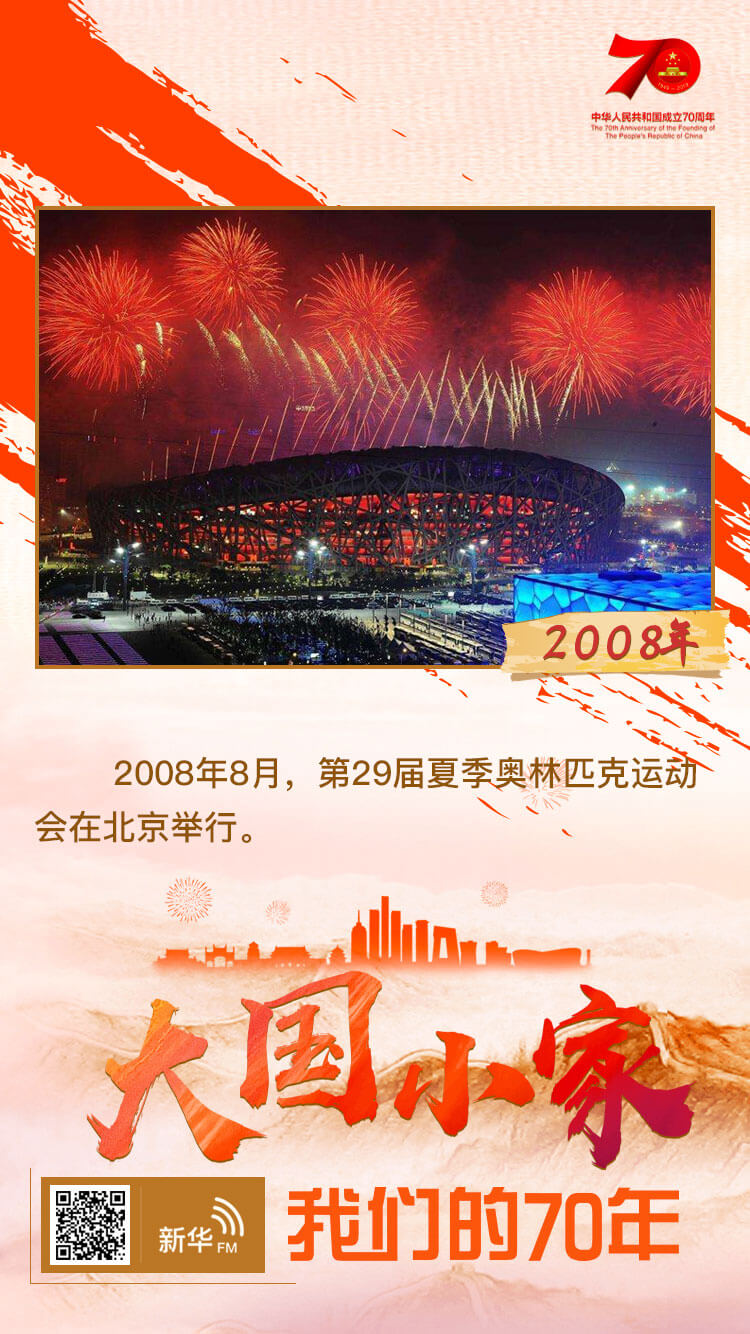 1949-2019
中华人民共和国成立70周年
The 70th Anniversary of the Founding of
The People's Republic of China
2008年
2008年8月，第29届夏季奥林匹克运动
会在北京举行。
大国小家
新华FM
我们的70年